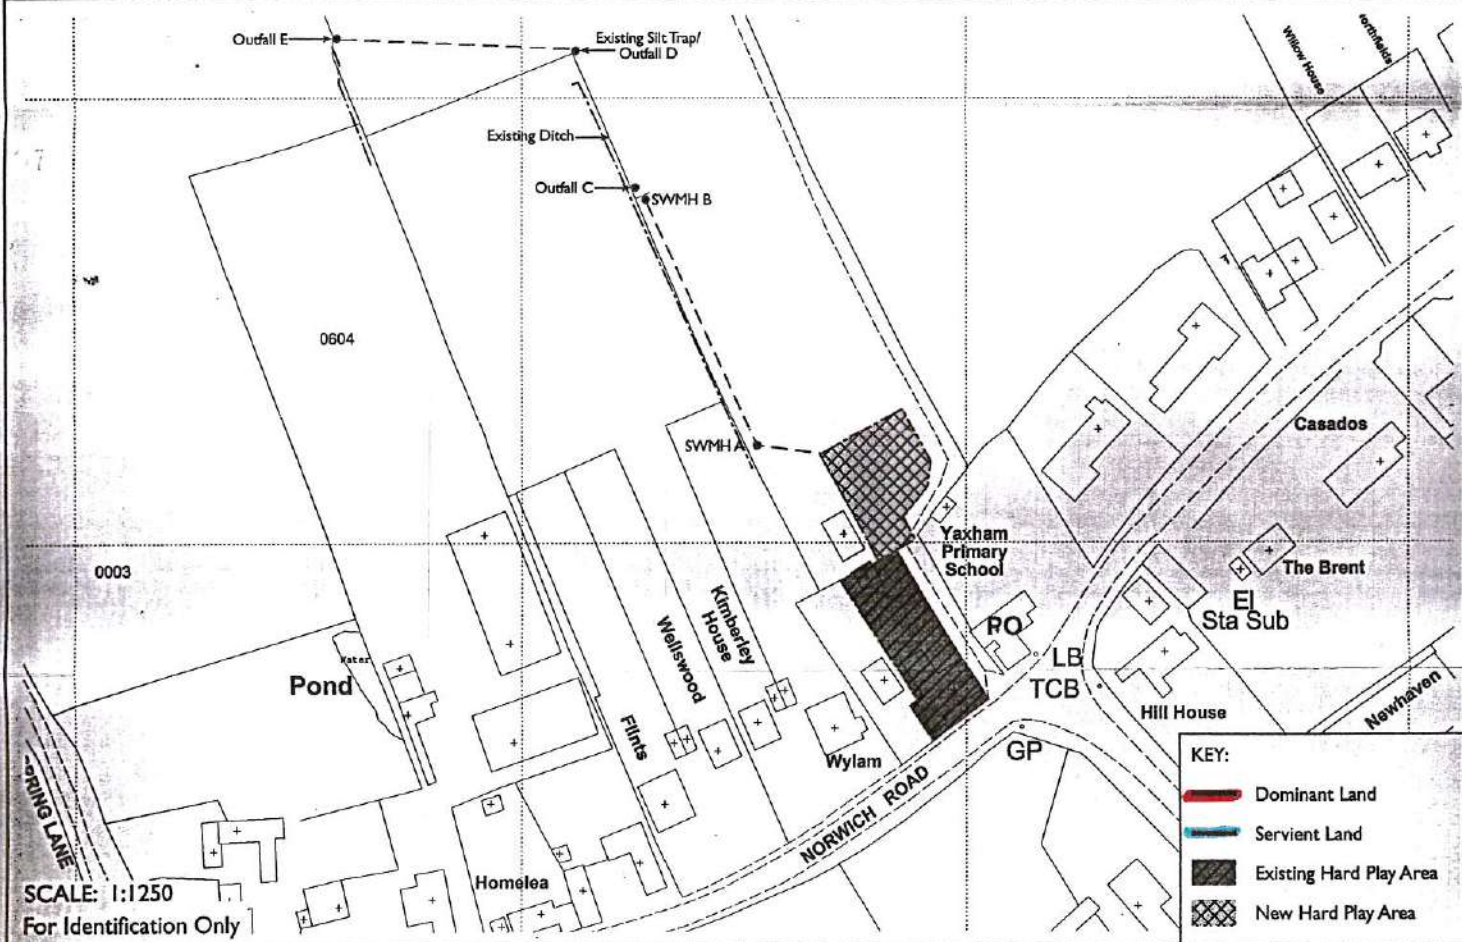 Outfall E
Existing Silt Trap/
Outfall D
Willow House
Existing Ditch
Outfall C
SWMH B
0604
SWMH A
Casados
Yaxham
Primary
School
The Brent
El
Sta Sub
0003
Kimberley
House
Wellswood
Flints
PO
LB
TCB
Water
Pond
Hill House
Newhaven
GP
Wylam
NORWICH ROAD
Homelea
LANE
KEY:
Dominant Land
Servient Land
Existing Hard Play Area
New Hard Play Area
SCALE: 1:1250
For Identification Only